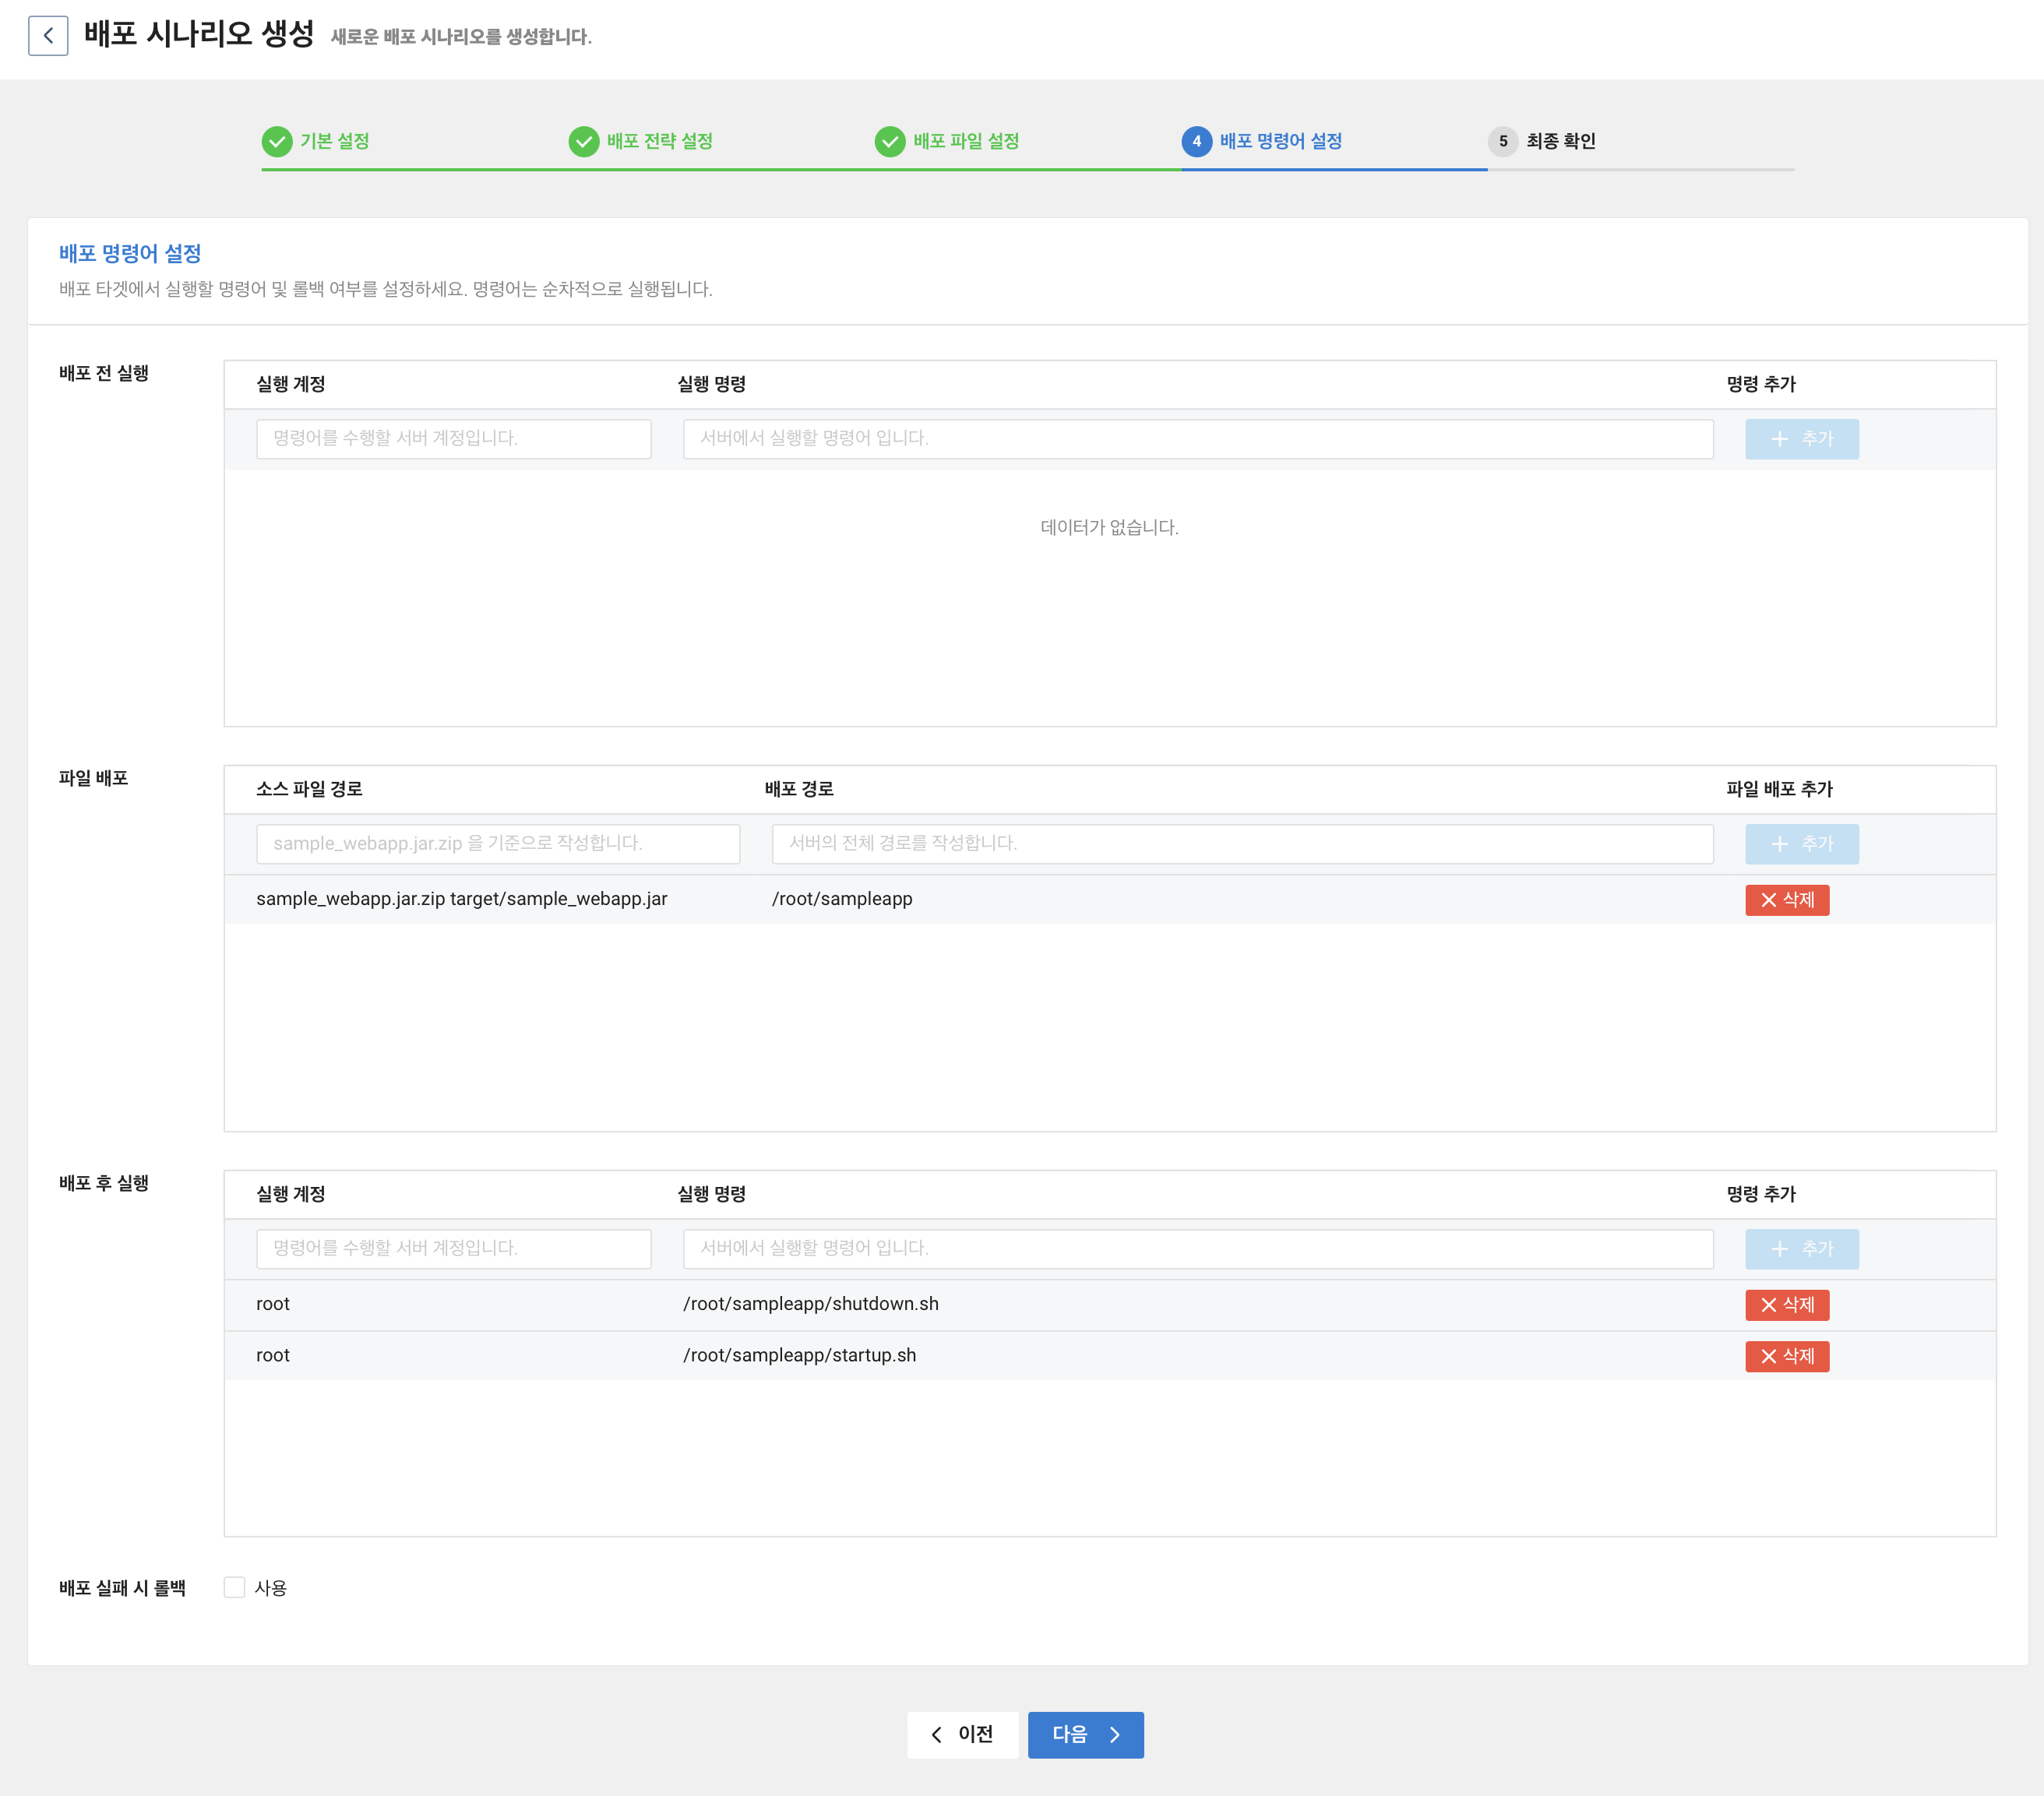 배포 시나리오 생성 새로운 배포 시나리오를 생성합니다.
기본 설정 배포 전략 설정 배포 파일 설정 4 배포 명령어 설정 5 최종 확인
배포 명령어 설정
배포 타겟에서 실행할 명령어 및 롤백 여부를 설정하세요. 명령어는 순차적으로 실행됩니다.
배포 전 실행
실행 계정 실행 명령 명령 추가
명령어를 수행할 서버 계정입니다. 서버에서 실행할 명령어 입니다. 추가
데이터가 없습니다.
파일 배포
소스 파일 경로 배포 경로 파일 배포 추가
sample_webapp.jar.zip 을 기준으로 작성합니다. 서버의 전체 경로를 작성합니다. 추가
sample_webapp.jar.zip target/sample_webapp.jar /root/sampleapp 삭제
배포 후 실행
실행 계정 실행 명령 명령 추가
명령어를 수행할 서버 계정입니다. 서버에서 실행할 명령어 입니다. 추가
root /root/sampleapp/shutdown.sh 삭제
root /root/sampleapp/startup.sh 삭제
배포 실패 시 롤백 사용
이전 다음